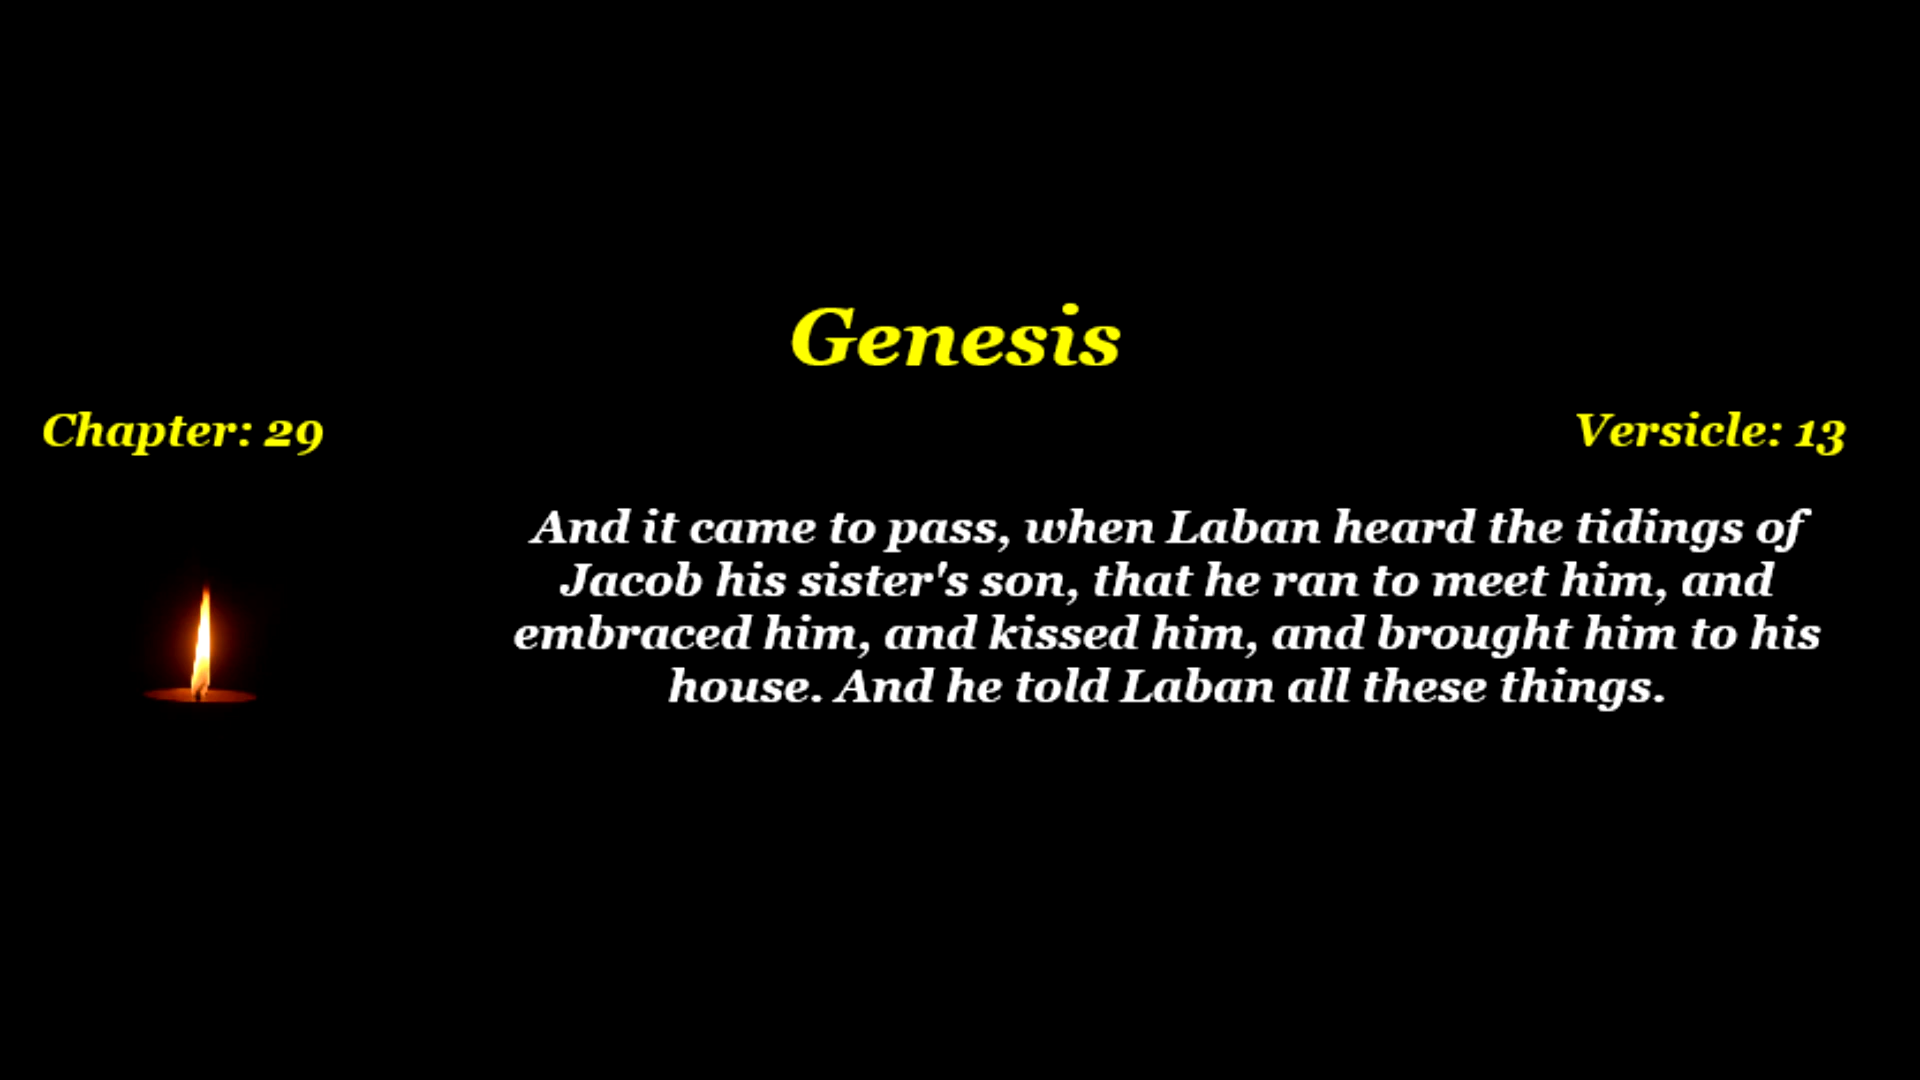 Genesis
Chapter: 29
Versicle: 13
And it came to pass, when Laban heard the tidings of
Jacob his sister's son, that he ran to meet him, and
embraced him, and kissed him, and brought him to his
house. And he told Laban all these things.